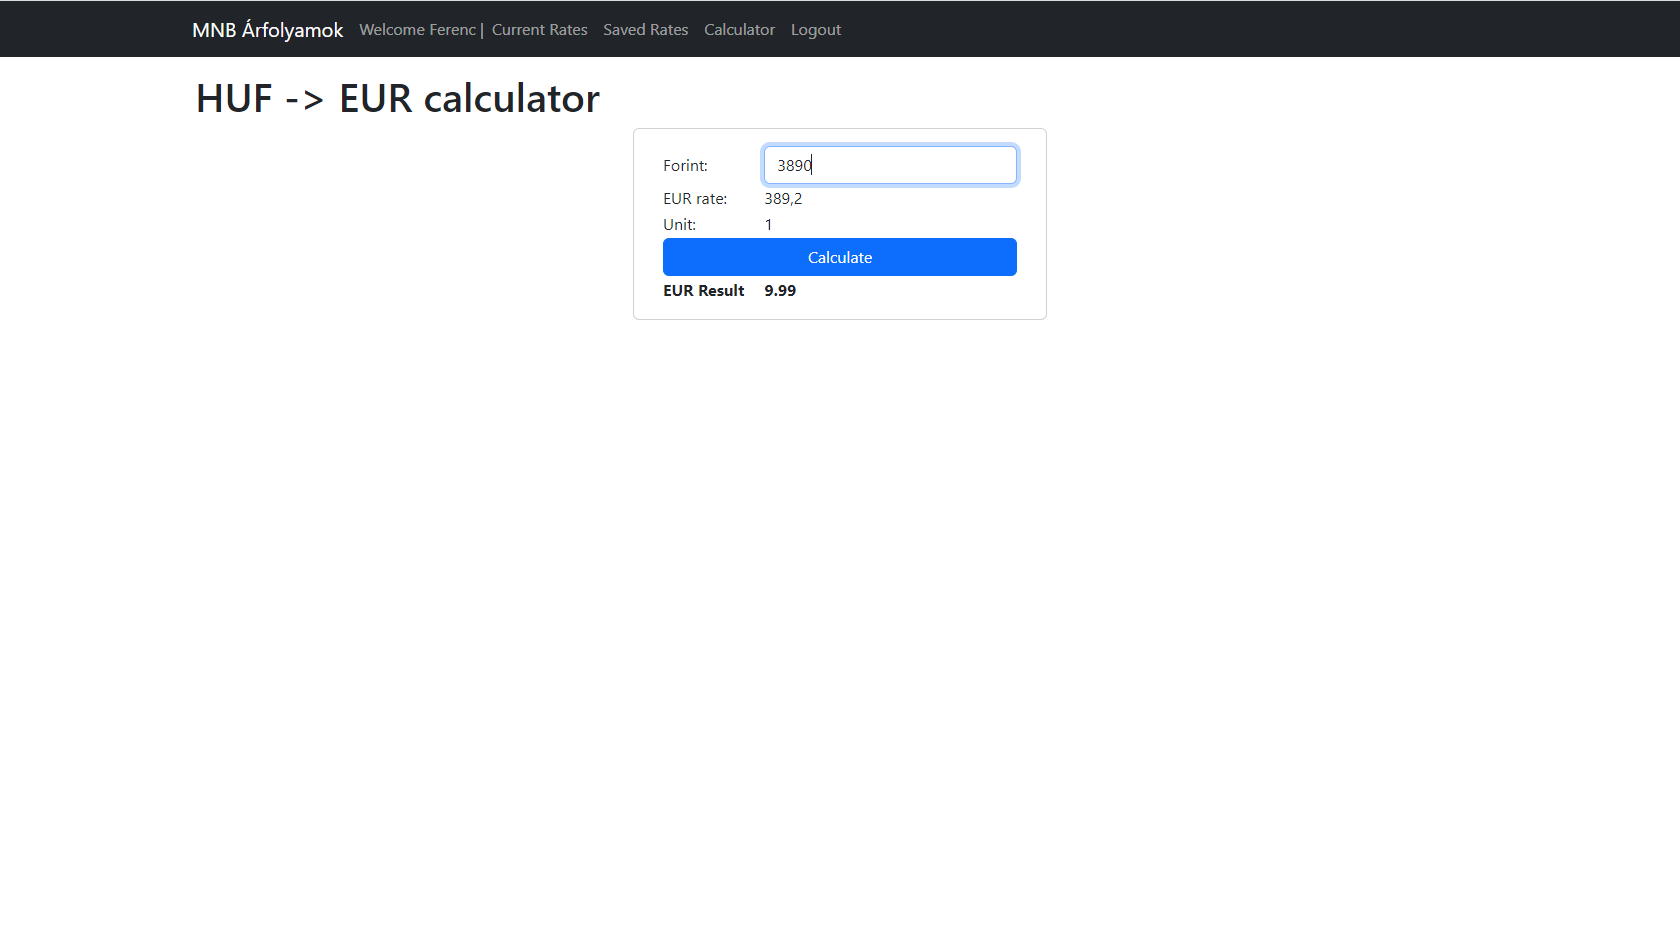 MNB Árfolyamok Welcome Ferenc | Current Rates Saved Rates Calculator Logout
HUF -> EUR calculator
Forint: 3890
EUR rate: 389,2
Unit: 1
Calculate
EUR Result 9.99